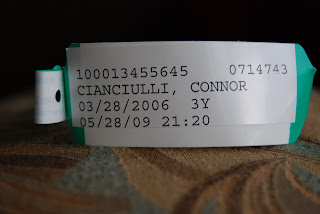 100013455645 0714743
CIANCIULLI, CONNOR
03/28/2006 3Y
05/28/09 21:20